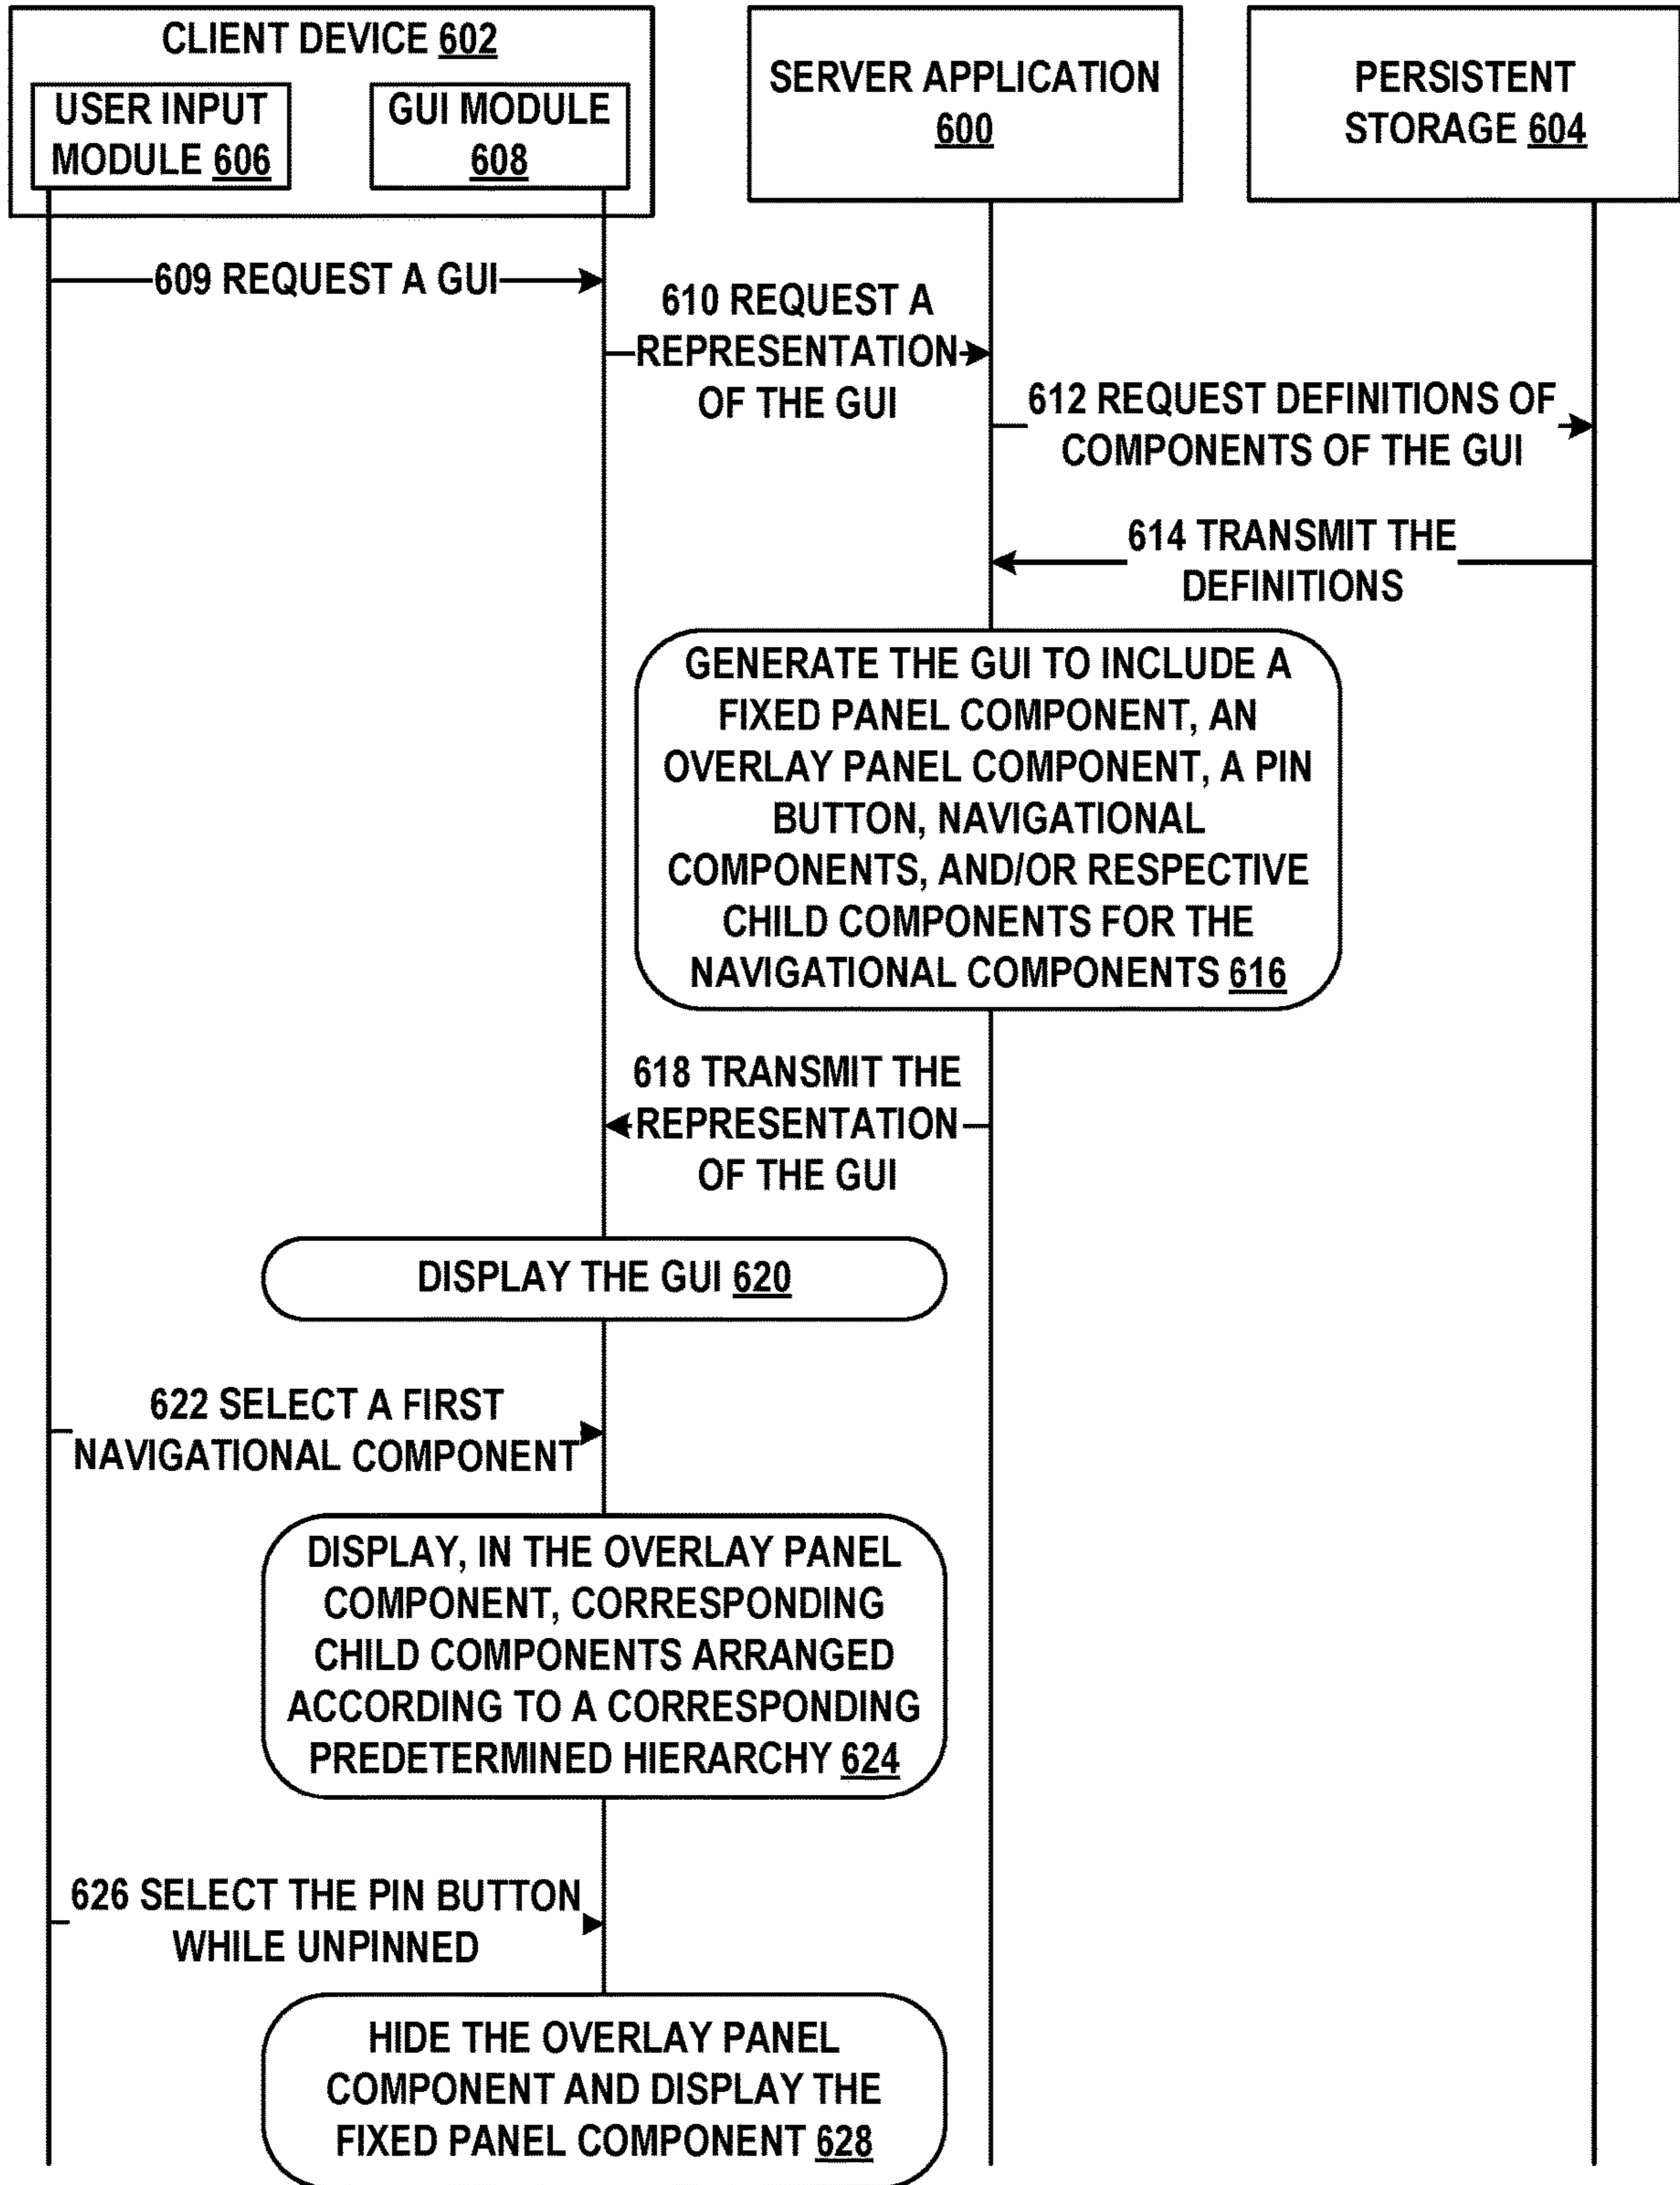 CLIENT DEVICE 602
USER INPUT
MODULE 606
GUI MODULE
608
SERVER APPLICATION
600
PERSISTENT
STORAGE 604
609 REQUEST A GUI
610 REQUEST A
REPRESENTATION
OF THE GUI
612 REQUEST DEFINITIONS OF
COMPONENTS OF THE GUI
614 TRANSMIT THE
DEFINITIONS
GENERATE THE GUI TO INCLUDE A
FIXED PANEL COMPONENT, AN
OVERLAY PANEL COMPONENT, A PIN
BUTTON, NAVIGATIONAL
COMPONENTS, AND/OR RESPECTIVE
CHILD COMPONENTS FOR THE
NAVIGATIONAL COMPONENTS 616
618 TRANSMIT THE
REPRESENTATION
OF THE GUI
DISPLAY THE GUI 620
622 SELECT A FIRST
NAVIGATIONAL COMPONENT
DISPLAY, IN THE OVERLAY PANEL
COMPONENT, CORRESPONDING
CHILD COMPONENTS ARRANGED
ACCORDING TO A CORRESPONDING
PREDETERMINED HIERARCHY 624
626 SELECT THE PIN BUTTON
WHILE UNPINNED
HIDE THE OVERLAY PANEL
COMPONENT AND DISPLAY THE
FIXED PANEL COMPONENT 628